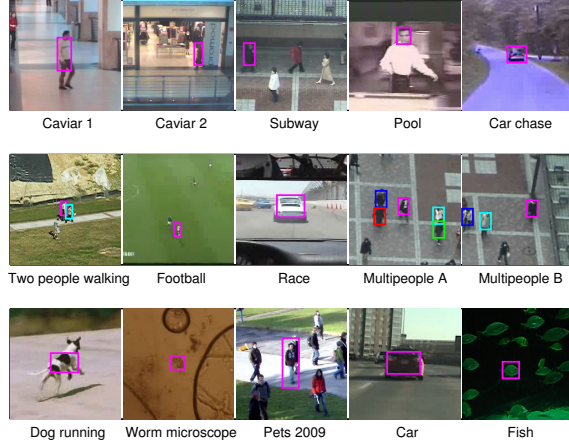 Caviar 1 Caviar 2 Subway Pool Car chase
Two people walking Football Race Multipeople A Multipeople B
Dog running Worm microscope Pets 2009 Car Fish